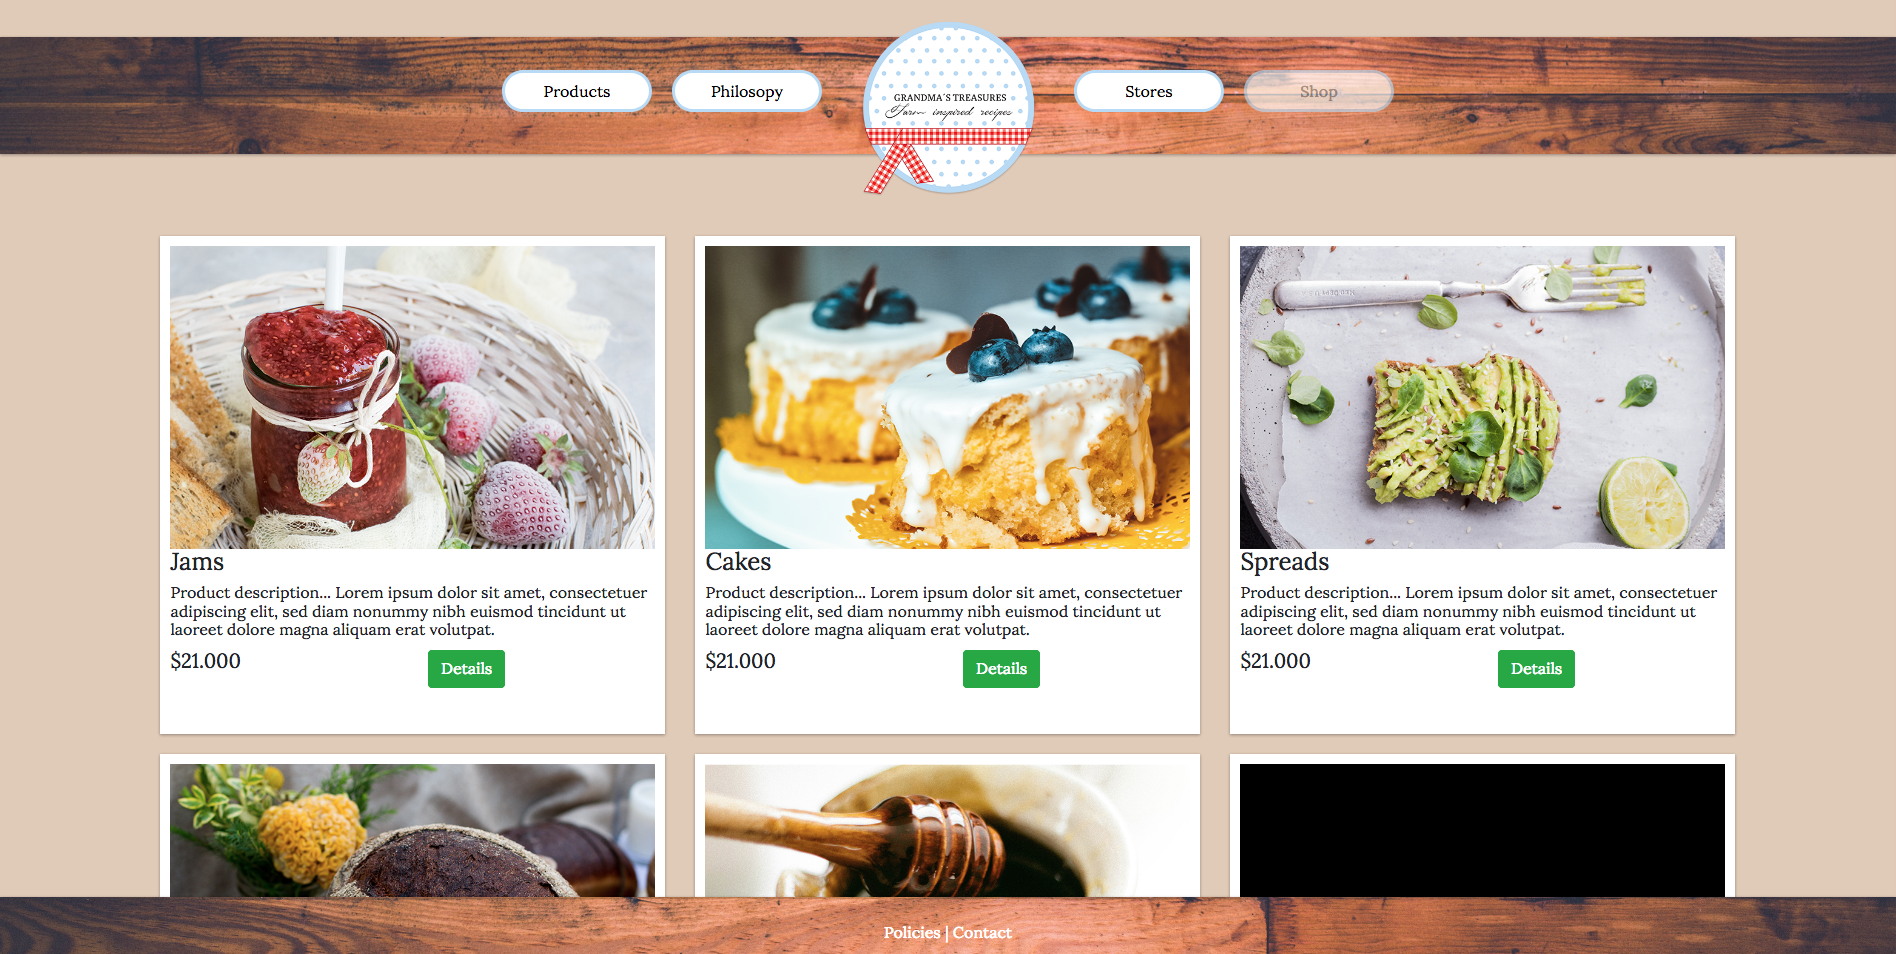 Products
Philosopy
GRANDMA'S TREASURES
Farm inspired recipes
Stores
Shop
Jams
Product description... Lorem ipsum dolor sit amet, consectetuer
adipiscing elit, sed diam nonummy nibh euismod tincidunt ut
laoreet dolore magna aliquam erat volutpat.
$21.000
Details
Cakes
Product description... Lorem ipsum dolor sit amet, consectetuer
adipiscing elit, sed diam nonummy nibh euismod tincidunt ut
laoreet dolore magna aliquam erat volutpat.
$21.000
Details
Spreads
Product description... Lorem ipsum dolor sit amet, consectetuer
adipiscing elit, sed diam nonummy nibh euismod tincidunt ut
laoreet dolore magna aliquam erat volutpat.
$21.000
Details
Policies | Contact